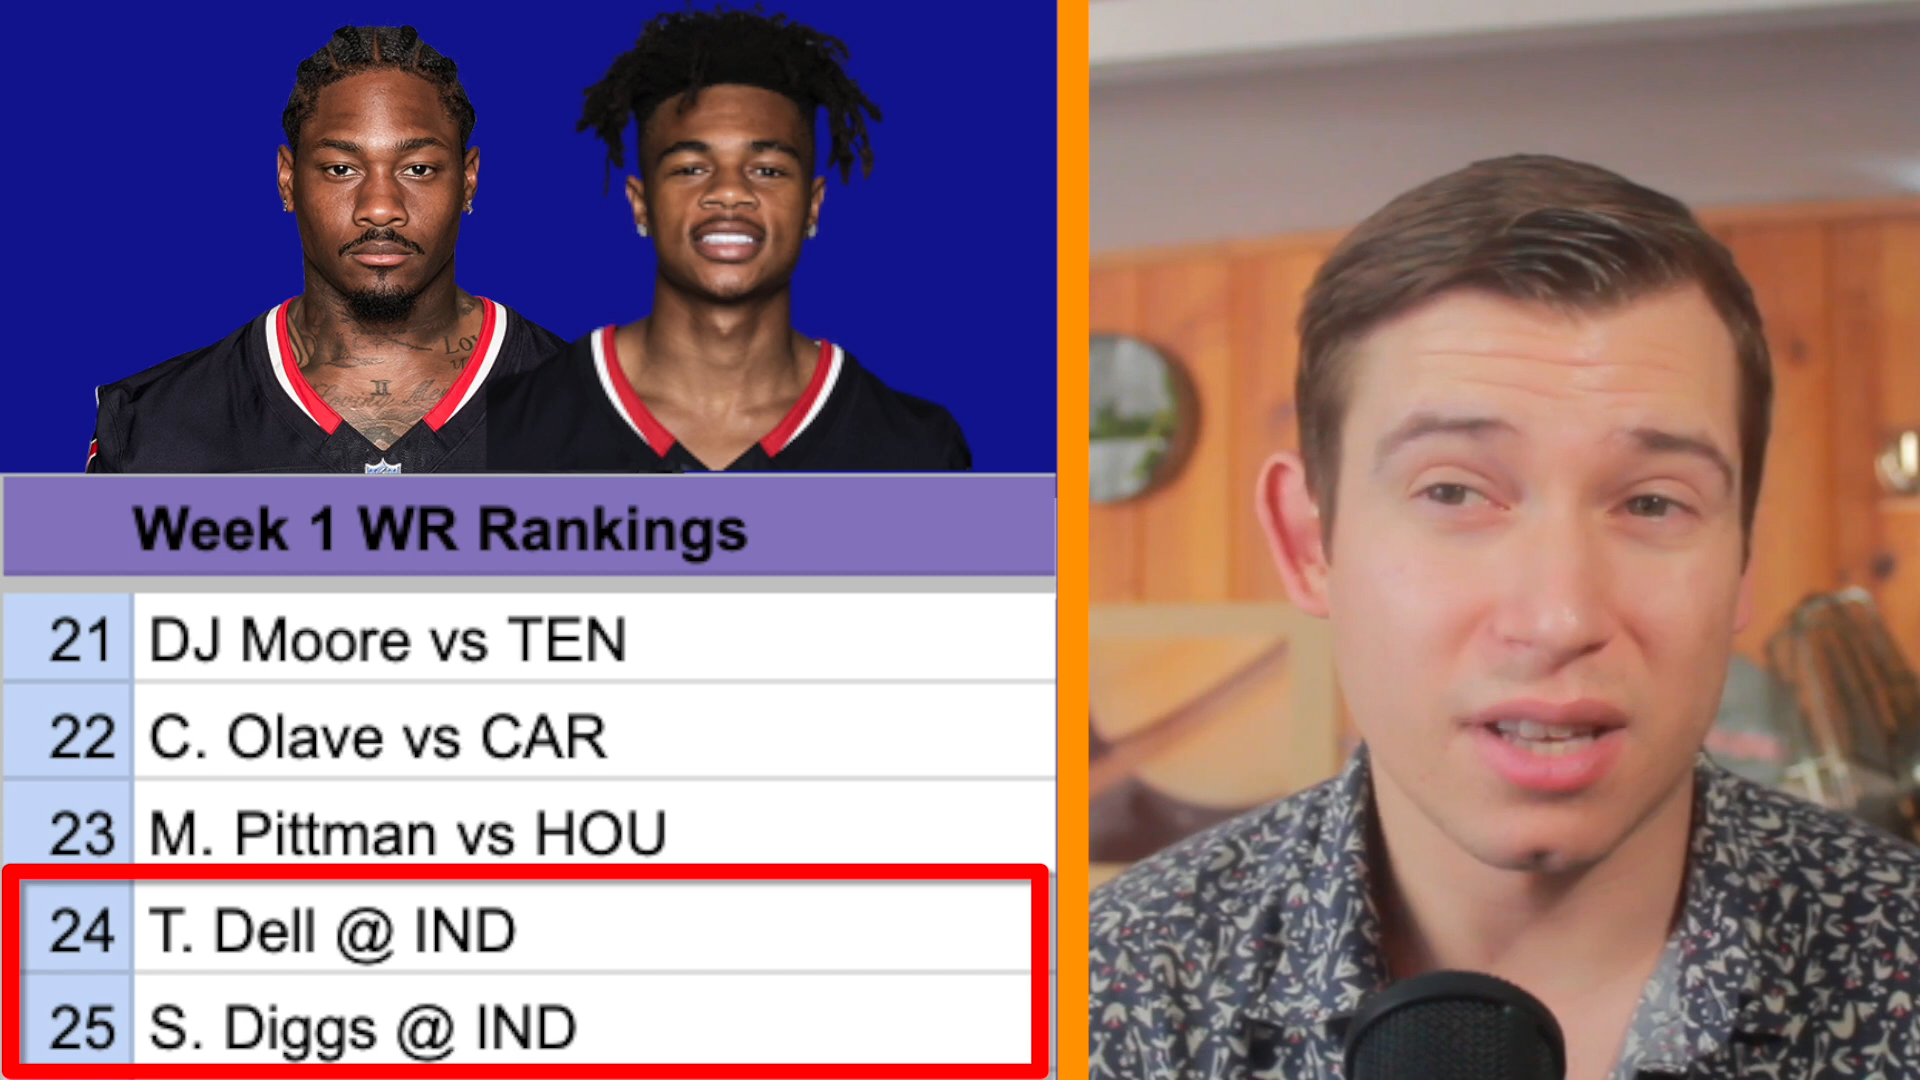 Week 1 WR Rankings
21 DJ Moore vs TEN
22 C. Olave vs CAR
23 M. Pittman vs HOU
24 T. Dell @ IND
25 S. Diggs @ IND